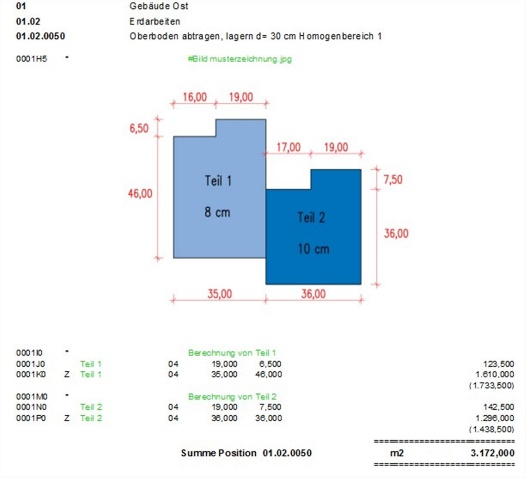 01 Gebäude Ost
01.02 Erdarbeiten
01.02.0050 Oberboden abtragen, lagern d= 30 cm Homogenbereich 1
0001H5 " #Bild musterzeichnung.jpg
16,00 19,00
6,50
17,00 19,00
Teil 1
7,50
46,00
8 cm
Teil 2
36,00
10 cm
35,00 36,00
0001I0 " Berechnung von Teil 1
0001J0 Teil 1 04 19,000 6,500 123,500
0001K0 Z Teil 1 04 35,000 46,000 1.610,000
(1.733,500)
0001M0 " Berechnung von Teil 2
0001N0 Teil 2 04 19,000 7,500 142,500
0001P0 Z Teil 2 04 36,000 36,000 1.296,000
(1.438,500)
Summe Position 01.02.0050 m2 3.172,000